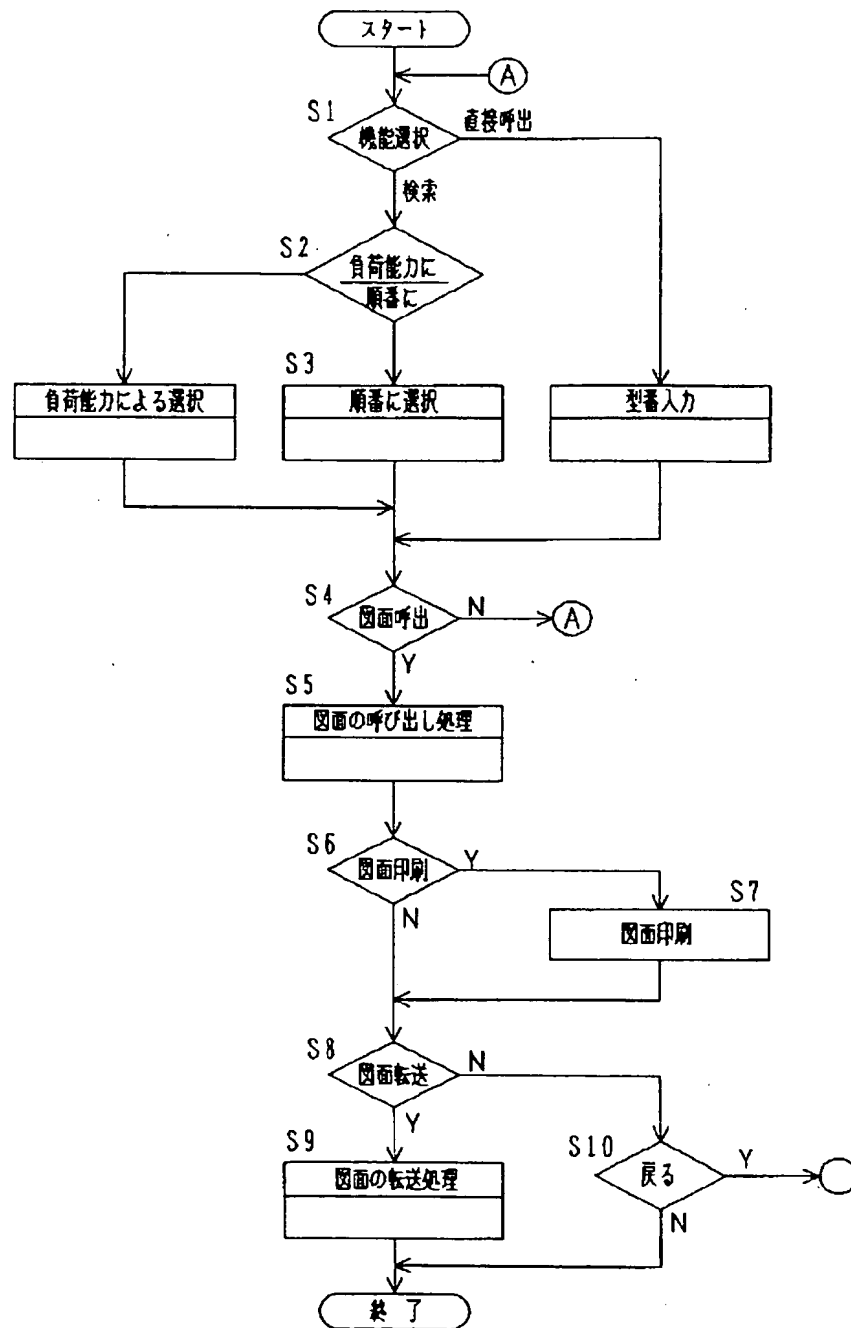 スタート
A
S1
機能選択
直接呼出
検索
S2
負荷能力に
順番に
S3
負荷能力による選択
順番に選択
型番入力
S4
図面呼出
N
A
Y
S5
図面の呼び出し処理
S6
図面印刷
Y
N
S7
図面印刷
S8
図面転送
N
Y
S9
図面の転送処理
S10
戻る
Y
N
終了